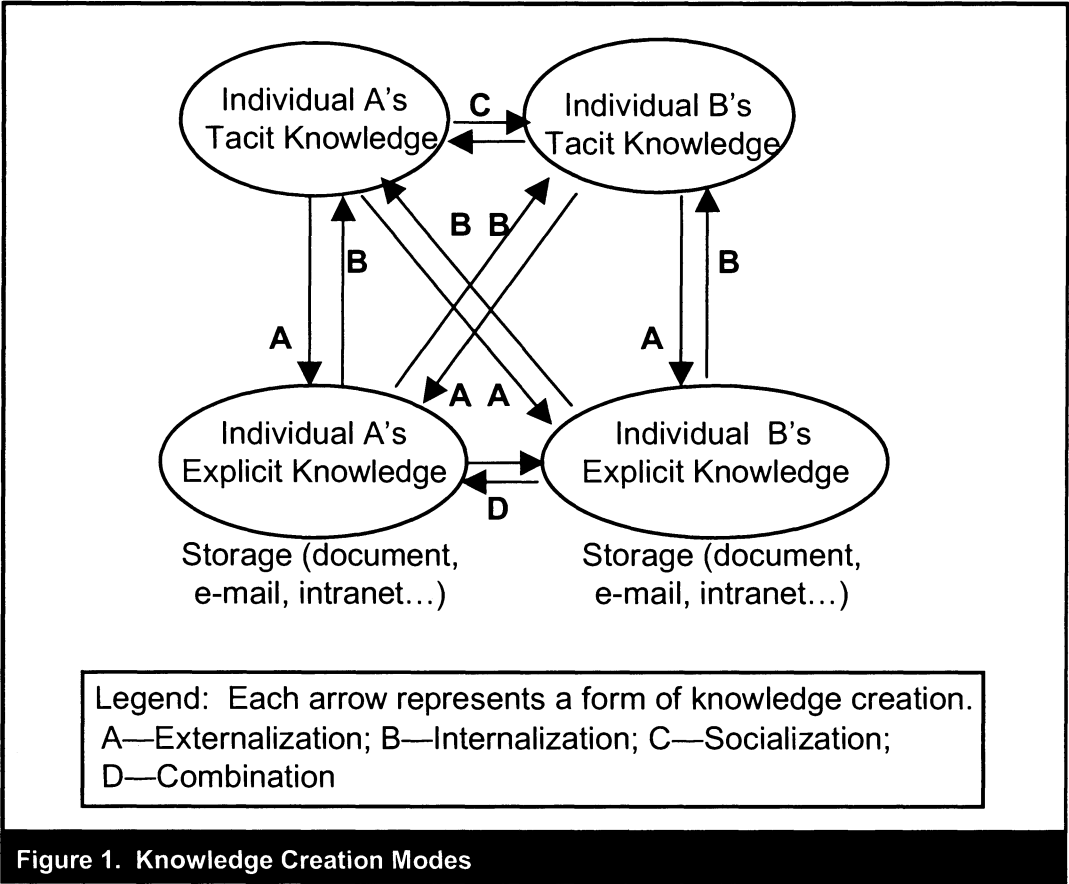 Individual A's
Tacit Knowledge
C
Individual B's
Tacit Knowledge
B B
B
B
A
A
A A
Individual A's
Explicit Knowledge
Individual B's
Explicit Knowledge
D
Storage (document,
e-mail, intranet...)
Storage (document,
e-mail, intranet...)
Legend: Each arrow represents a form of knowledge creation.
A—Externalization; B—Internalization; C—Socialization;
D—Combination
Figure 1. Knowledge Creation Modes